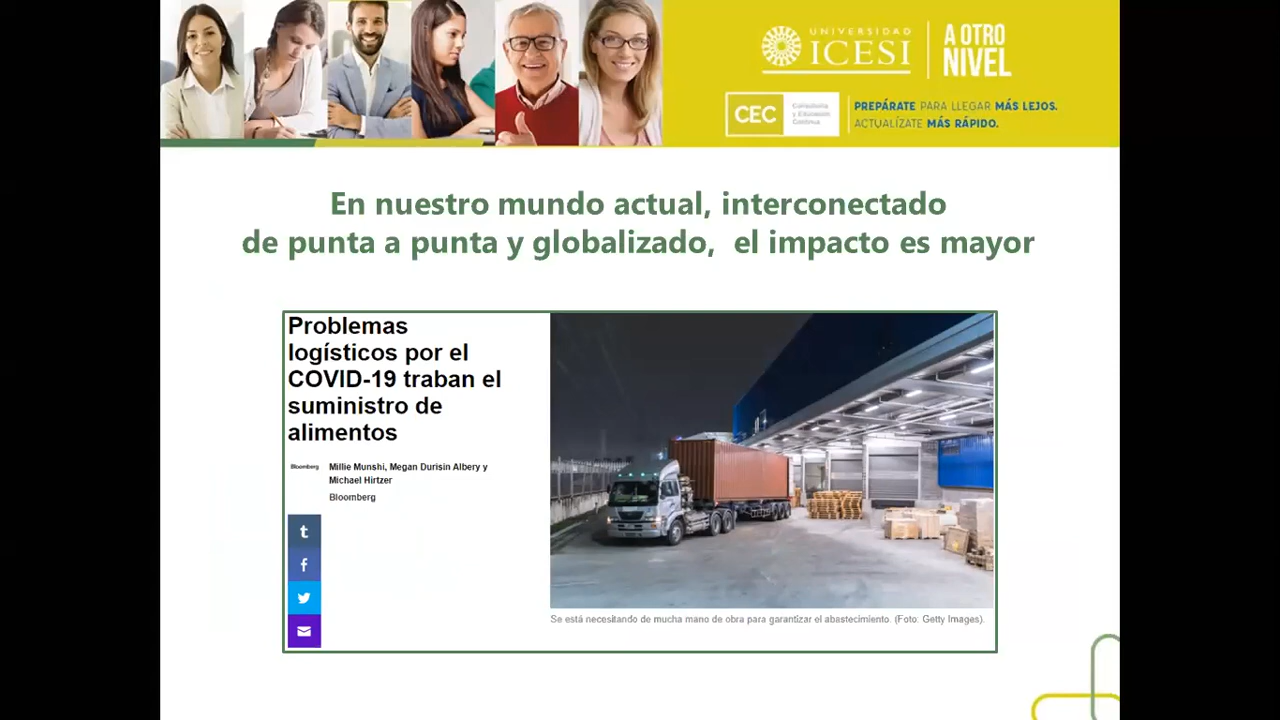 UNIVERSIDAD
ICESI
A OTRO
NIVEL
CEC
Consultoría
y Educación
Continua
PREPÁRATE PARA LLEGAR MÁS LEJOS.
ACTUALÍZATE MÁS RÁPIDO.
En nuestro mundo actual, interconectado
de punta a punta y globalizado, el impacto es mayor
Problemas
logísticos por el
COVID-19 traban el
suministro de
alimentos
Bloomberg
Millie Munshi, Megan Durisin Albery y
Michael Hirtzer
Bloomberg
Se está necesitando de mucha mano de obra para garantizar el abastecimiento. (Foto: Getty Images).